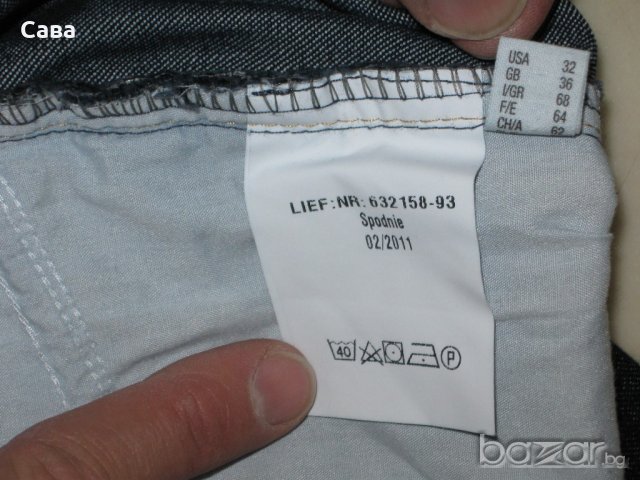 Сава
USA 32
GB 36
I/GR 68
F/E 64
CH/A 62
LIEF:NR: 632158-93
Spodnie
02/2011
40
P
bazar.bg